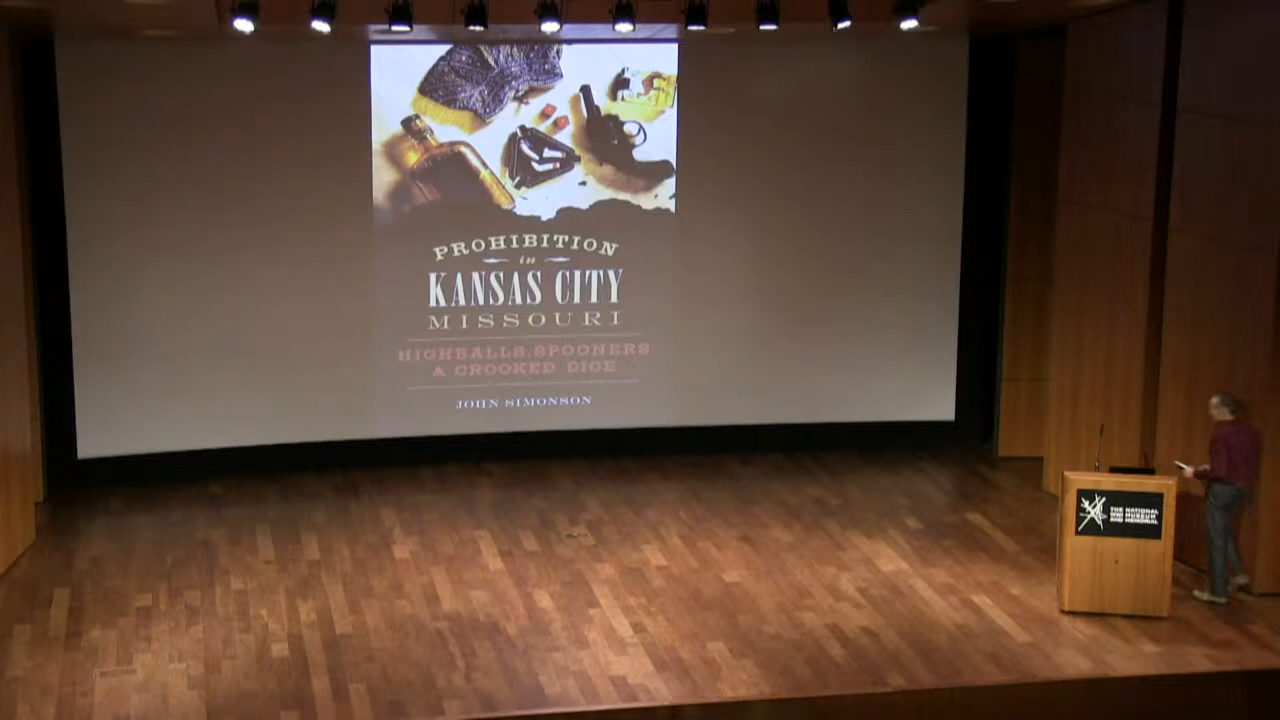 PROHIBITION
in
KANSAS CITY
MISSOURI
HIGHBALLS, SPOONERS
& CROOKED DICE
JOHN SIMONSON
THE NATIONAL
WWI MUSEUM
AND MEMORIAL